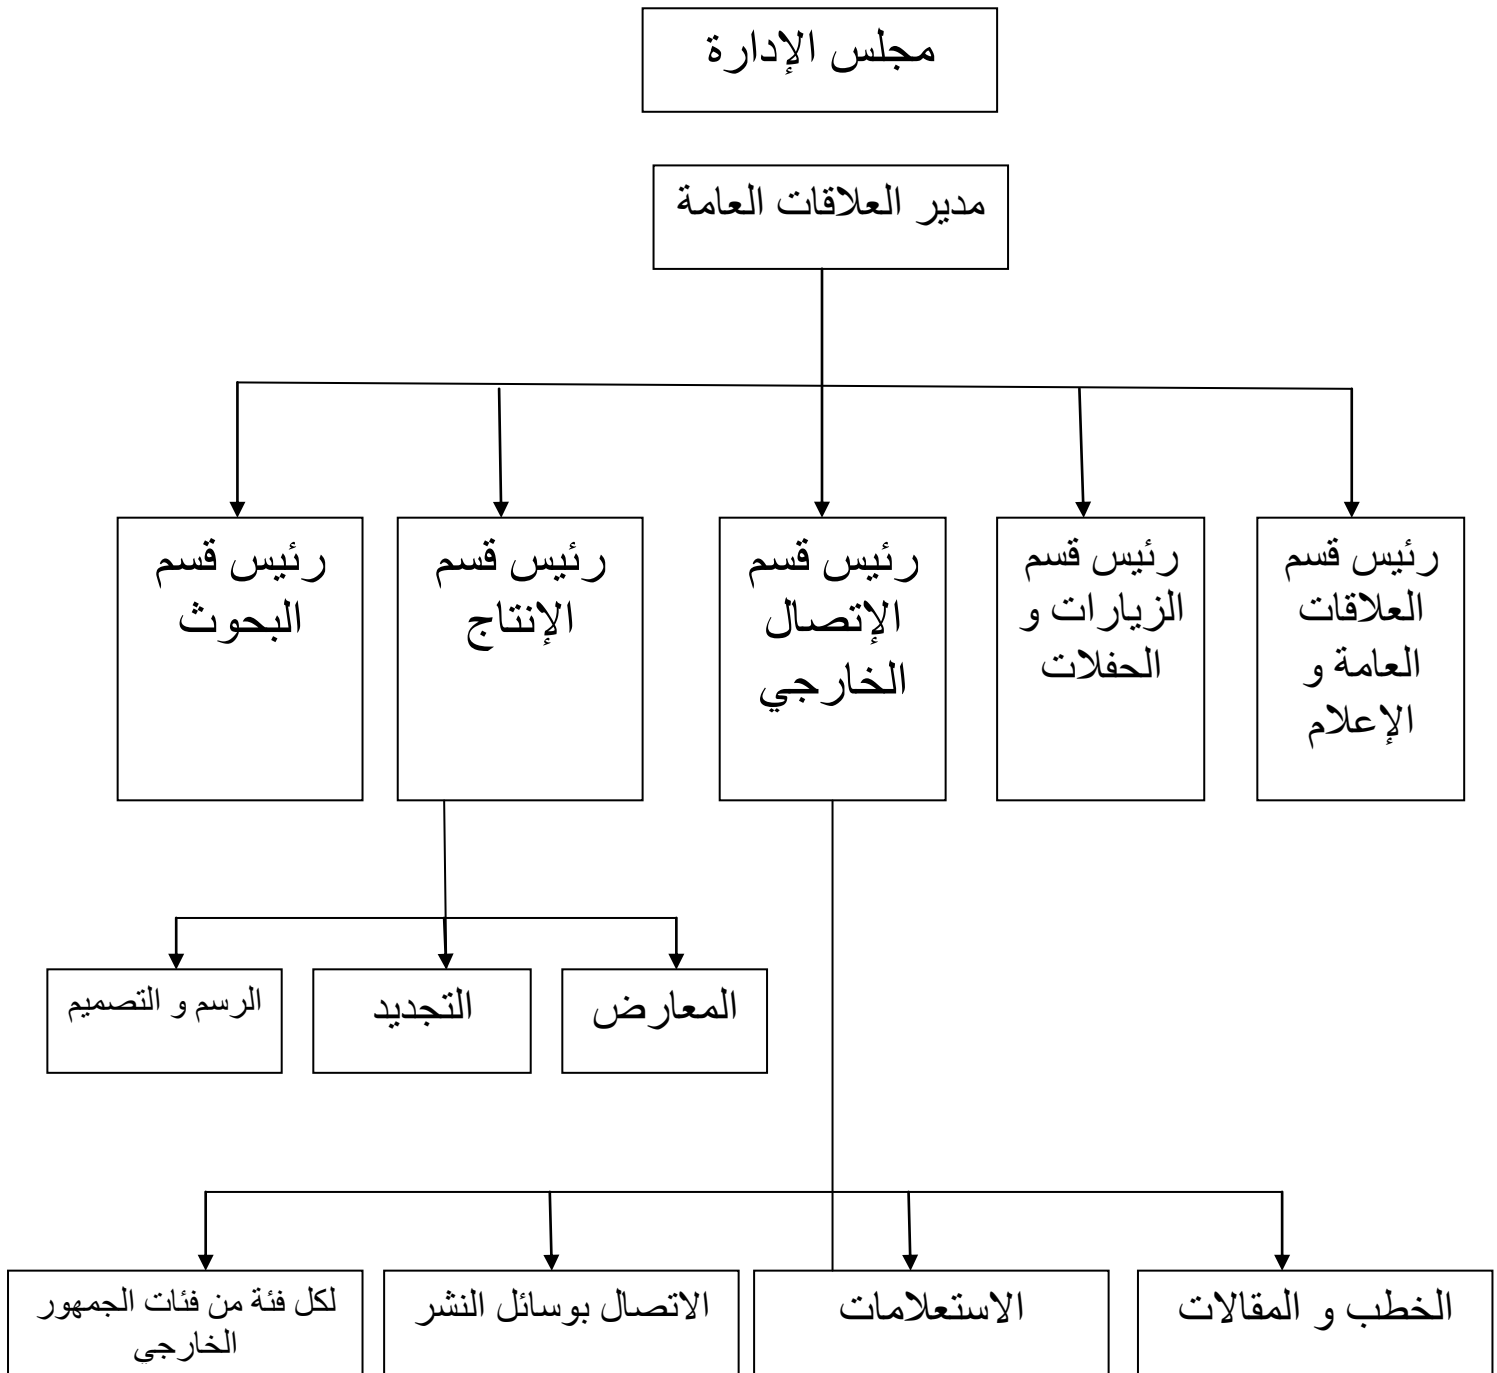 مجلس الإدارة
مدير العلاقات العامة
رئيس قسم
العلاقات
العامة و
الإعلام
رئيس قسم
الزيارات و
الحفلات
رئيس قسم
الإتصال
الخارجي
رئيس قسم
الإنتاج
رئيس قسم
البحوث
المعارض
التجديد
الرسم و التصميم
الخطب و المقالات
الاستعلامات
الاتصال بوسائل النشر
لكل فئة من فئات الجمهور
الخارجي